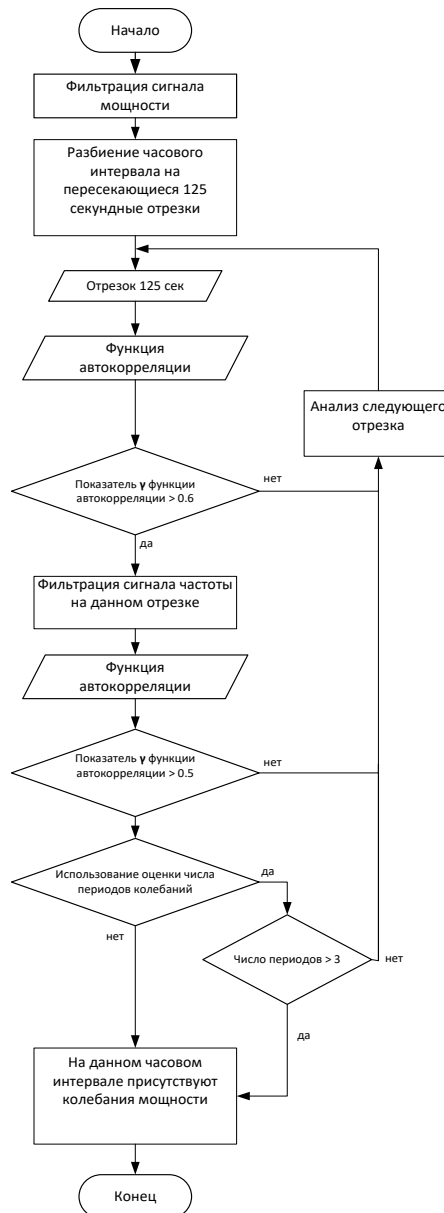 Начало
Фильтрация сигнала
мощности
Разбиение часового
интервала на
пересекающиеся 125
секундные отрезки
Отрезок 125 сек
Функция
автокорреляции
Анализ следующего
отрезка
Показатель γ функции
автокорреляции > 0.6
нет
да
Фильтрация сигнала частоты
на данном отрезке
Функция
автокорреляции
Показатель γ функции
автокорреляции > 0.5
нет
Использование оценки числа
периодов колебаний
да
нет
Число периодов > 3
нет
да
На данном часовом
интервале присутствуют
колебания мощности
Конец